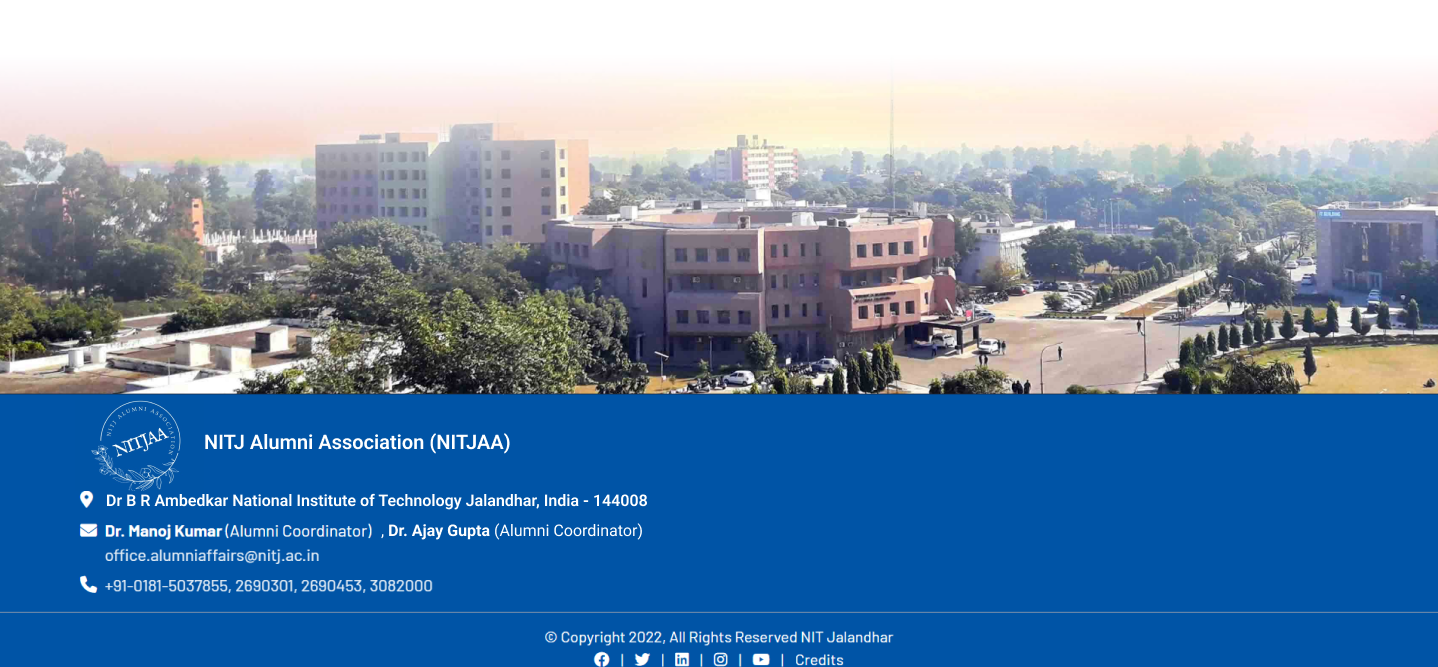 NITJ ALUMNI ASSOCIATION
NITJAA
NITJ Alumni Association (NITJAA)
Dr B R Ambedkar National Institute of Technology Jalandhar, India - 144008
Dr. Manoj Kumar (Alumni Coordinator) , Dr. Ajay Gupta (Alumni Coordinator)
office.alumniaffairs@nitj.ac.in
+91-0181-5037855, 2690301, 2690453, 3082000
© Copyright 2022, All Rights Reserved NIT Jalandhar
| | | | | Credits